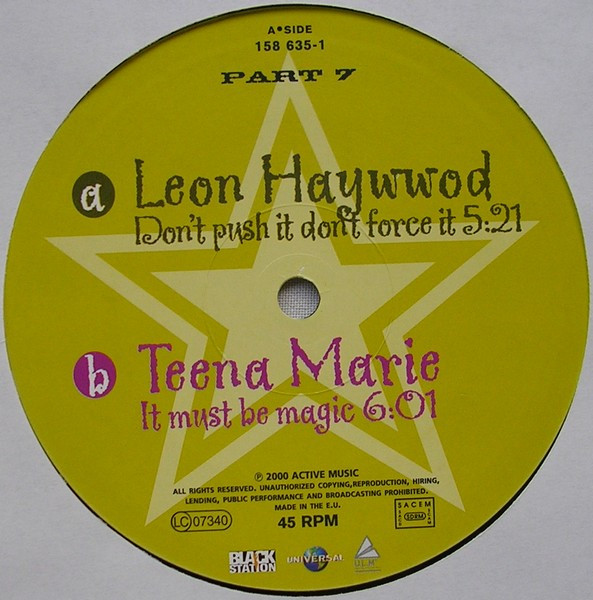 A•SIDE
158 635-1
PART 7
a Leon Haywwod
Don't push it don't force it 5:21
b Teena Marie
It must be magic 6:01
℗ 2000 ACTIVE MUSIC
ALL RIGHTS RESERVED. UNAUTHORIZED COPYING,REPRODUCTION, HIRING,
LENDING, PUBLIC PERFORMANCE AND BROADCASTING PROHIBITED.
MADE IN THE E.U.
LC 07340
45 RPM
SACEM
SDRM
BLACK
STATION
UNIVERSAL
ULM